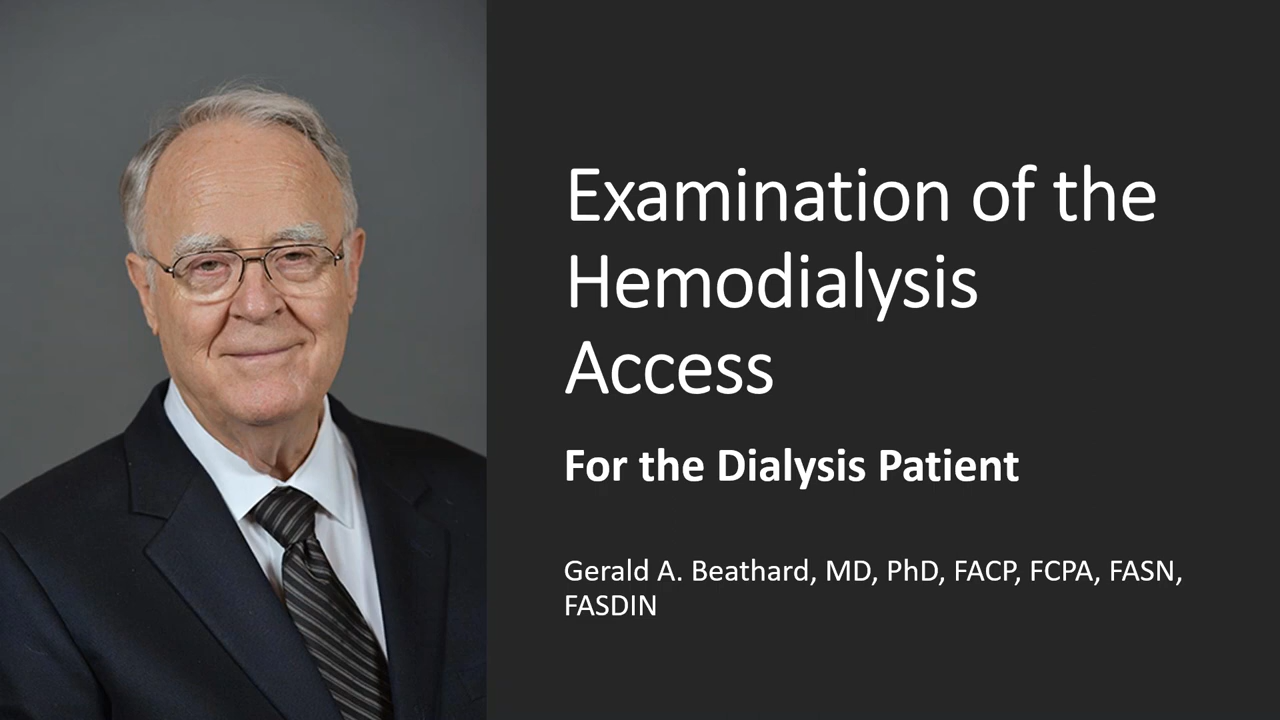 Examination of the
Hemodialysis
Access
For the Dialysis Patient
Gerald A. Beathard, MD, PhD, FACP, FCPA, FASN,
FASDIN